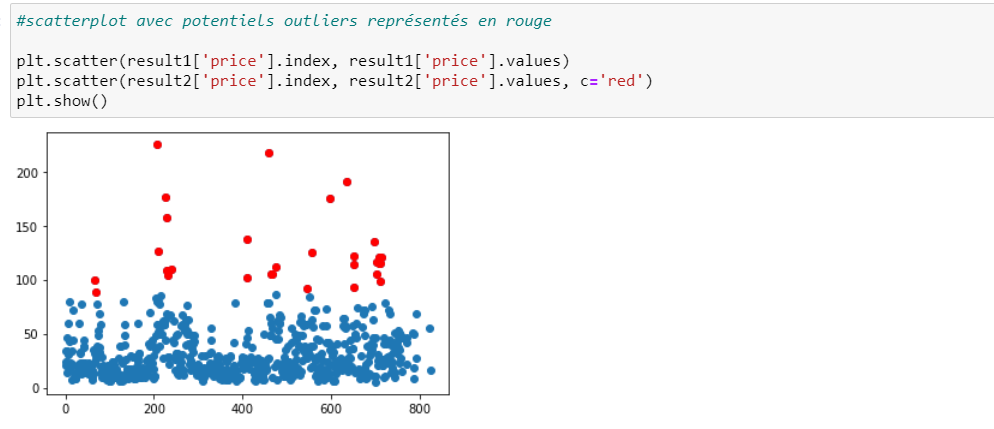 #scatterplot avec potentiels outliers représentés en rouge
plt.scatter(result1['price'].index, result1['price'].values)
plt.scatter(result2['price'].index, result2['price'].values, c='red')
plt.show()
200
150
100
50
0
0 200 400 600 800